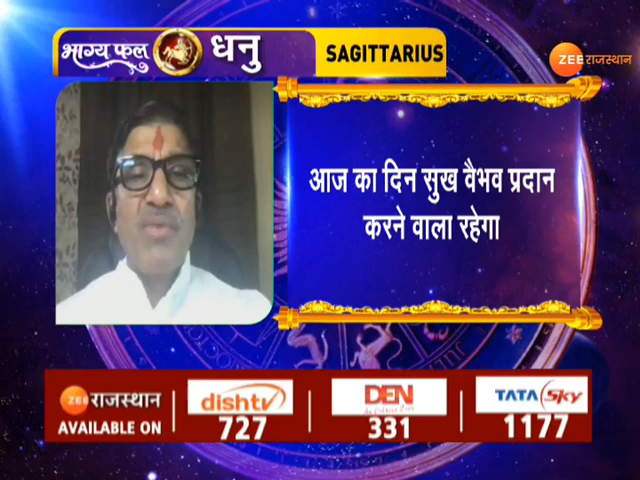 भाग्य फल
धनु
SAGITTARIUS
ZEE राजस्थान
आज का दिन सुख वैभव प्रदान
करने वाला रहेगा
ZEE राजस्थान
AVAILABLE ON
dishtv
727
DEN
331
TATA Sky
1177